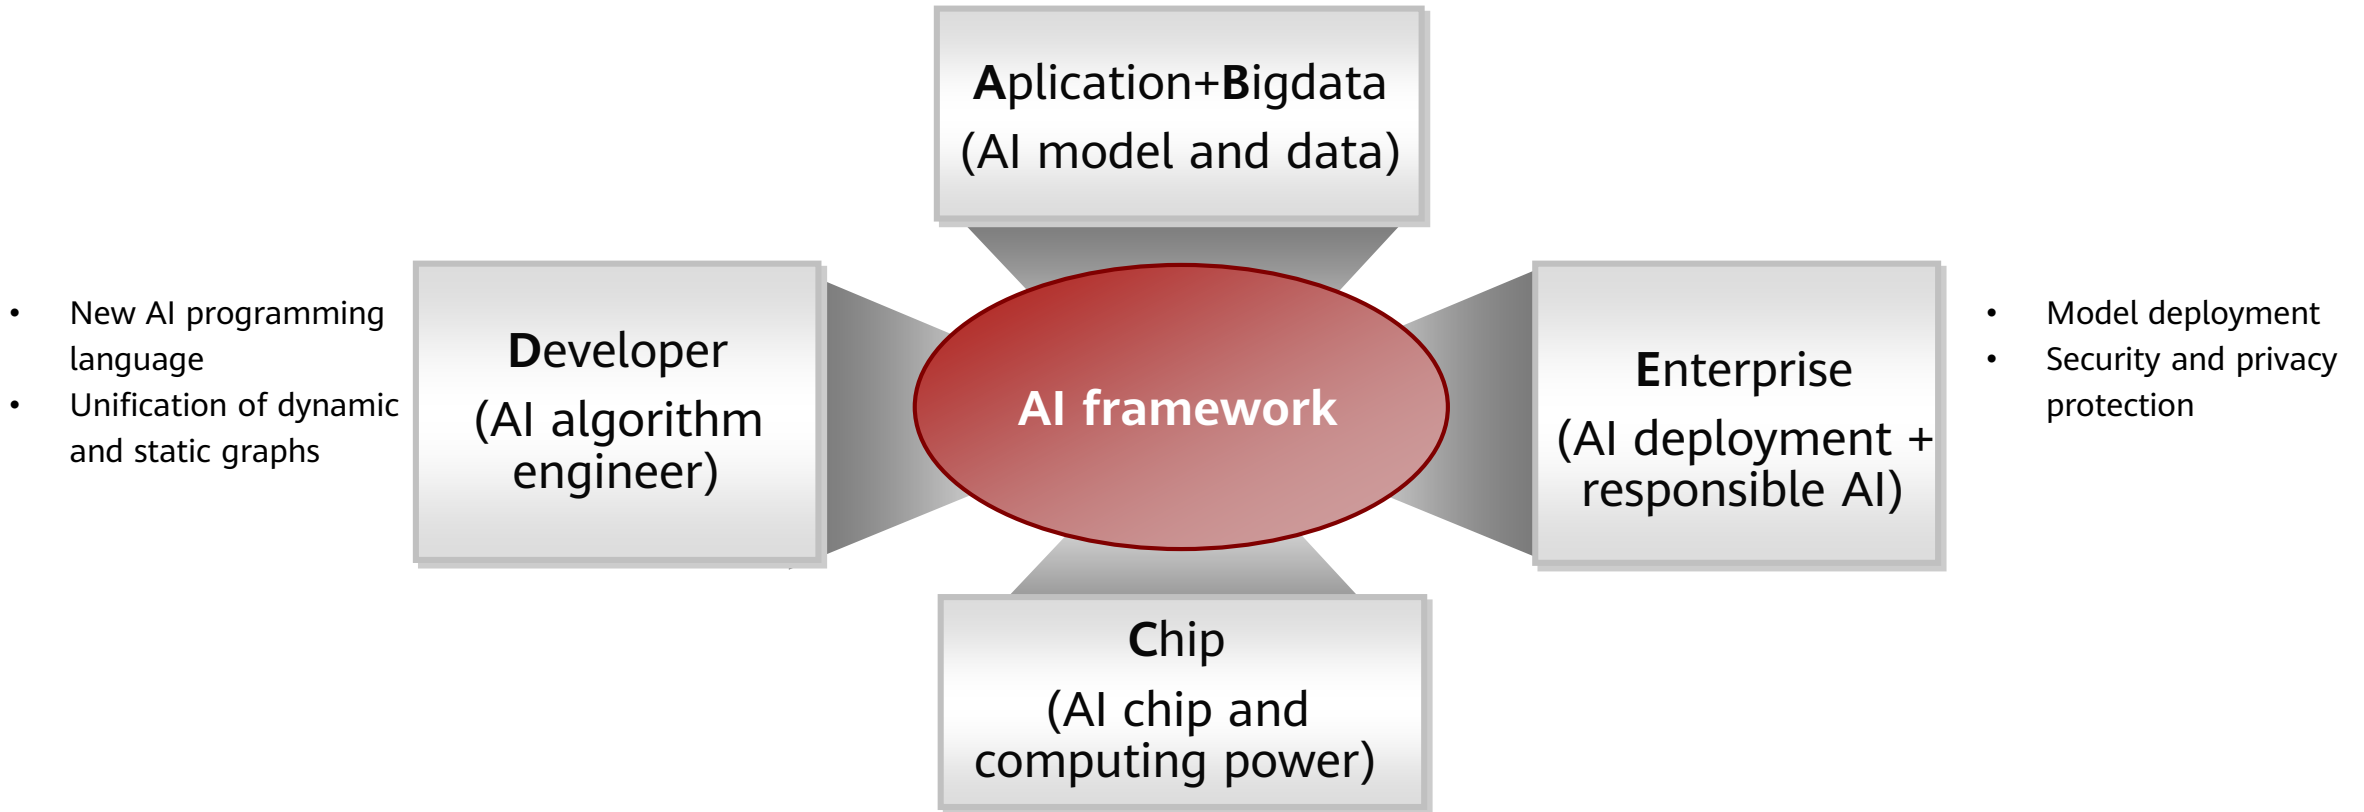 Aplication+Bigdata
(AI model and data)
• New AI programming
language
• Unification of dynamic
and static graphs
Developer
(AI algorithm
engineer)
AI framework
Enterprise
(AI deployment +
responsible AI)
• Model deployment
• Security and privacy
protection
Chip
(AI chip and
computing power)